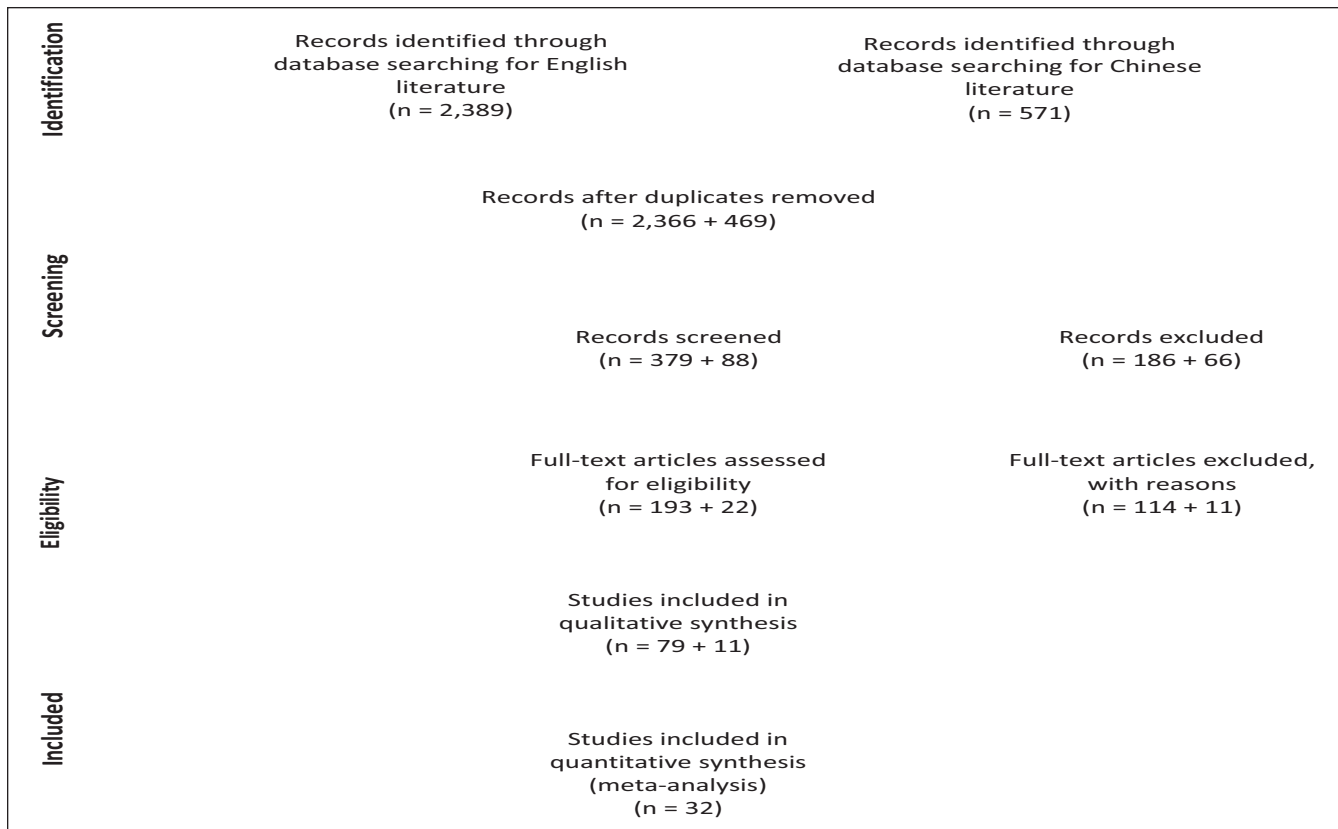 Identification
Records identified through
database searching for English
literature
(n = 2,389)
Records identified through
database searching for Chinese
literature
(n = 571)
Screening
Records after duplicates removed
(n = 2,366 + 469)
Records screened
(n = 379 + 88)
Records excluded
(n = 186 + 66)
Eligibility
Full-text articles assessed
for eligibility
(n = 193 + 22)
Full-text articles excluded,
with reasons
(n = 114 + 11)
Included
Studies included in
qualitative synthesis
(n = 79 + 11)
Studies included in
quantitative synthesis
(meta-analysis)
(n = 32)